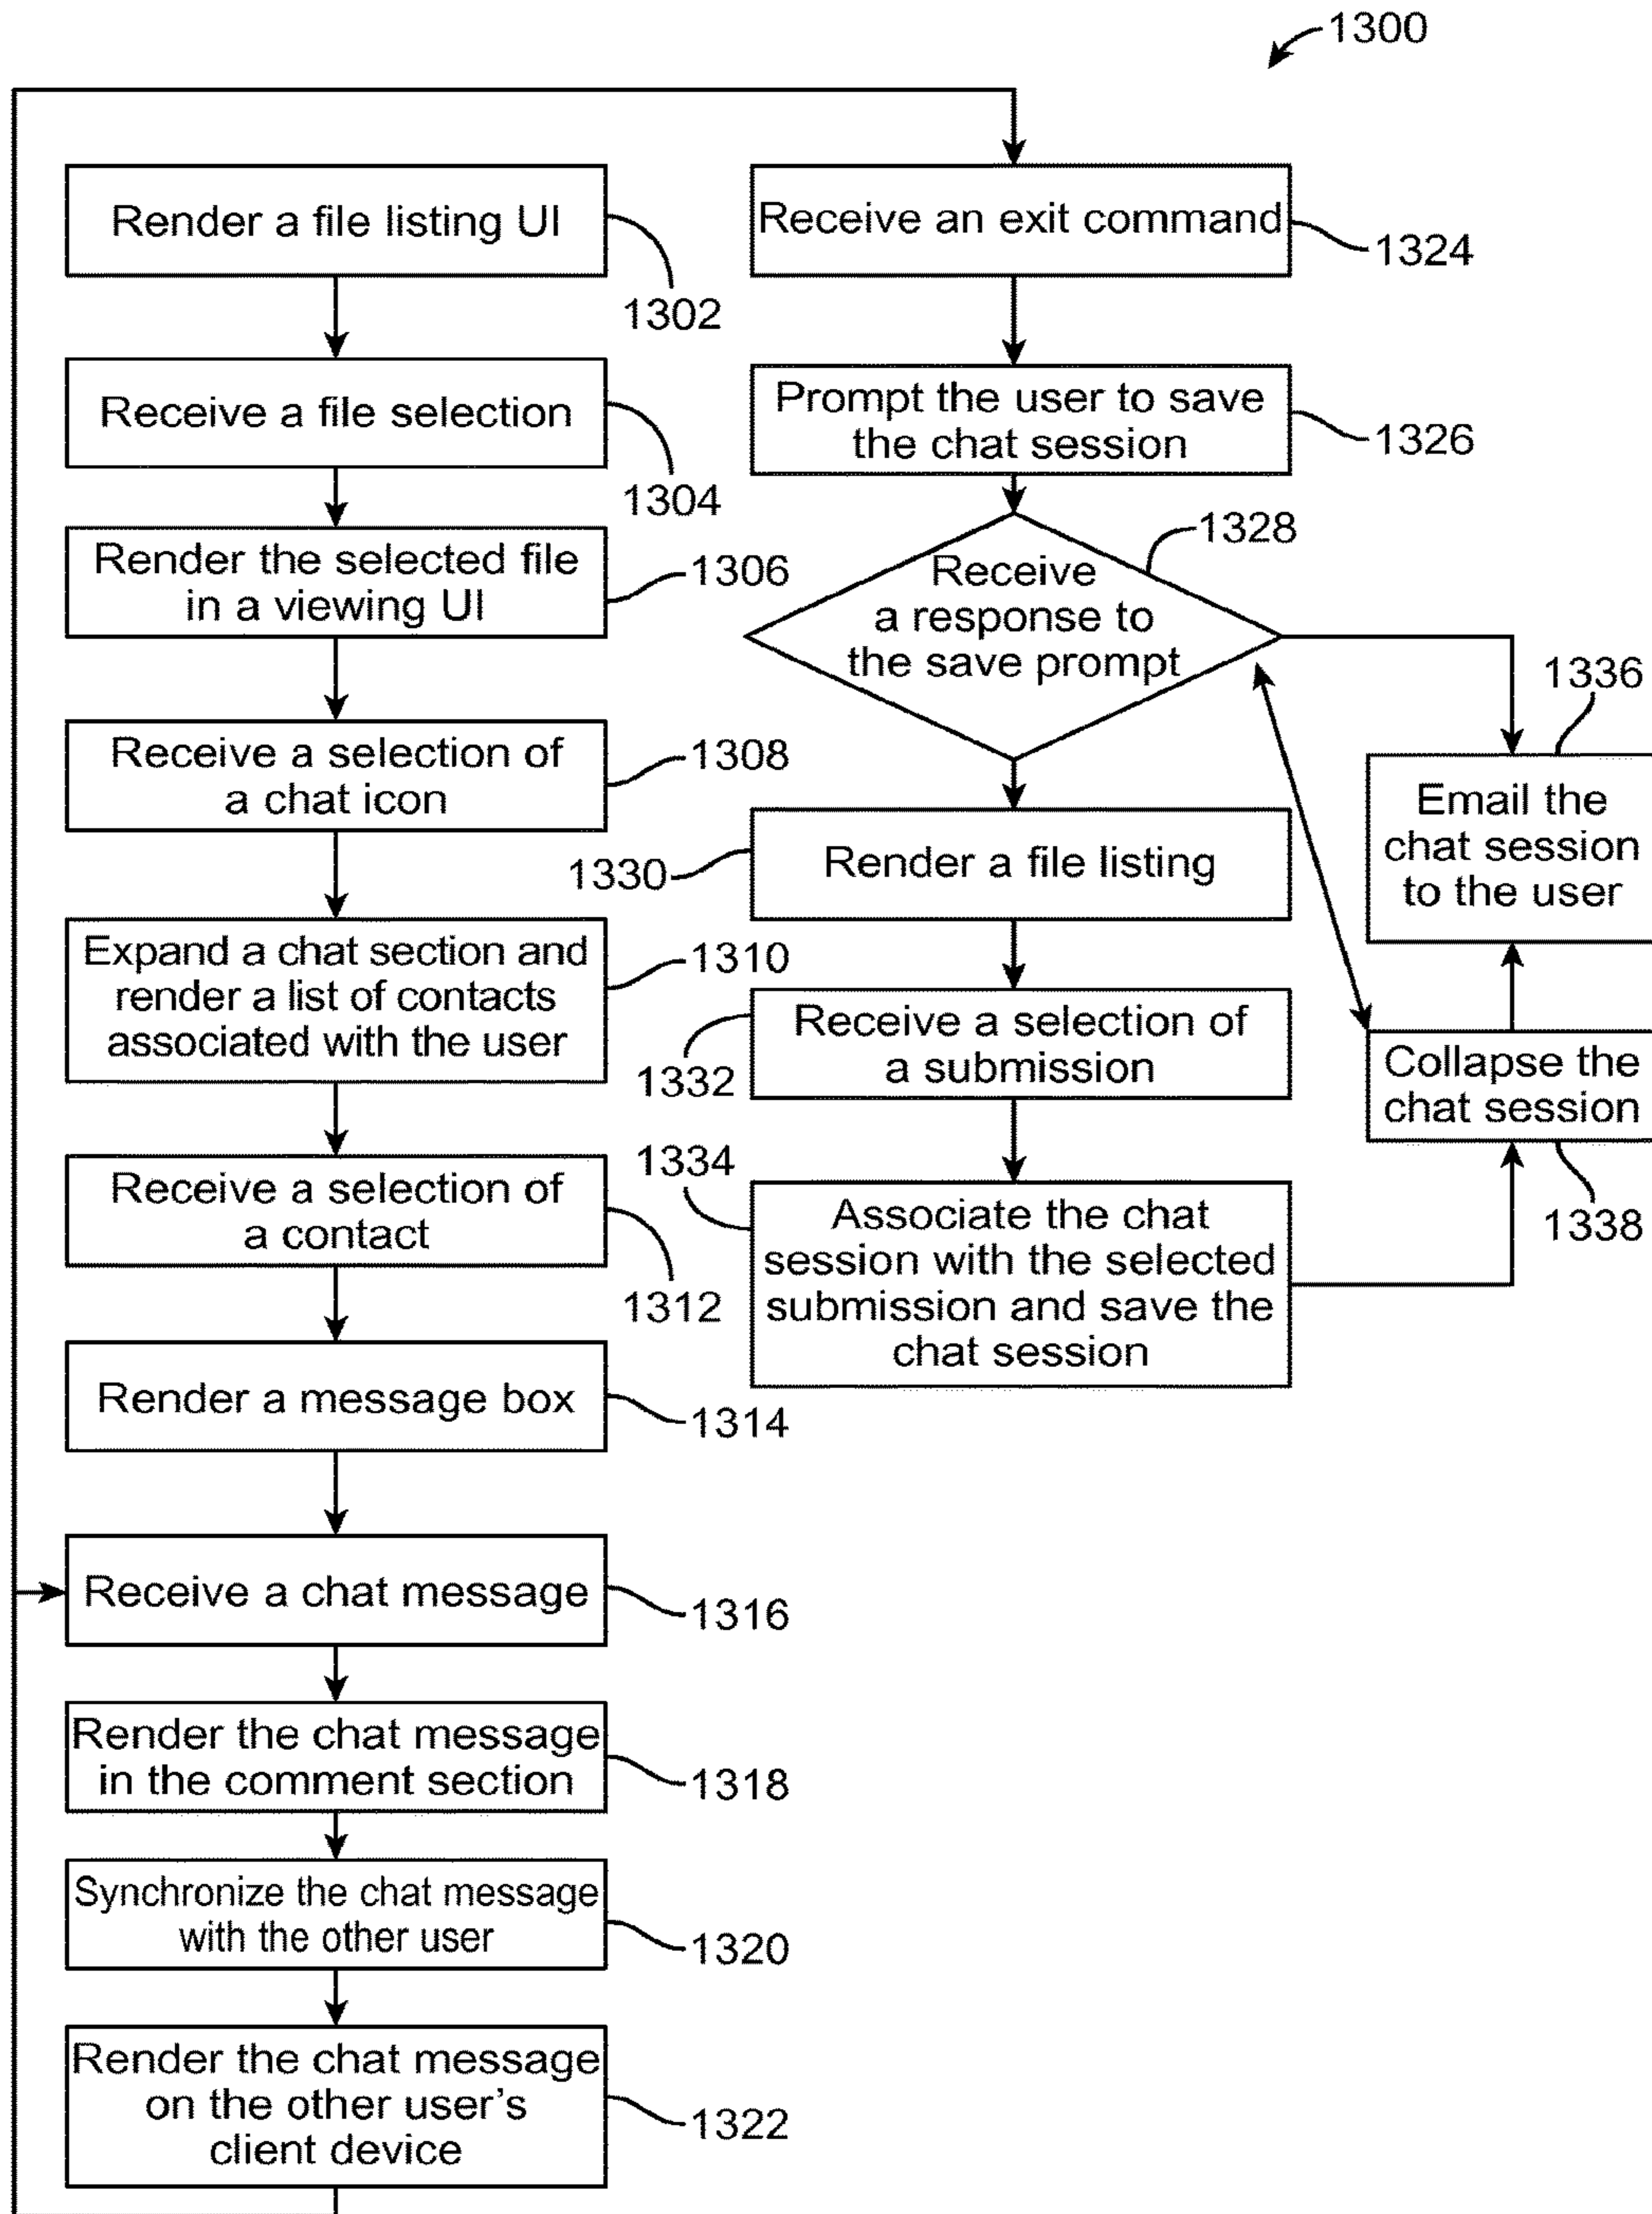 1300
Render a file listing UI
1302
Receive a file selection
1304
Render the selected file
in a viewing UI
1306
Receive a selection of
a chat icon
1308
Expand a chat section and
render a list of contacts
associated with the user
1310
Receive a selection of
a contact
1312
Render a message box
1314
Receive a chat message
1316
Render the chat message
in the comment section
1318
Synchronize the chat message
with the other user
1320
Render the chat message
on the other user’s
client device
1322
Receive an exit command
1324
Prompt the user to save
the chat session
1326
Receive
a response to
the save prompt
1328
Render a file listing
1330
Receive a selection of
a submission
1332
Associate the chat
session with the selected
submission and save the
chat session
1334
1336
Email the
chat session
to the user
Collapse the
chat session
1338